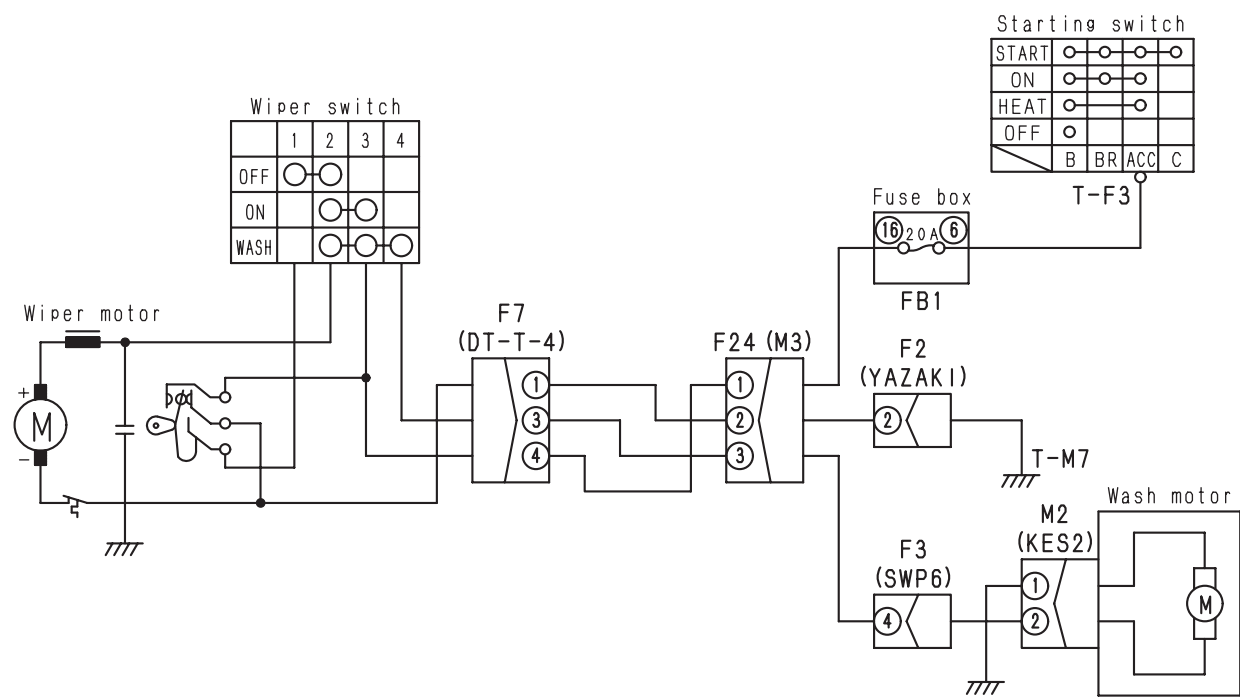 Starting switch
START
ON
HEAT
OFF
B BR ACC C
T-F3
Wiper switch
1 2 3 4
OFF
ON
WASH
Fuse box
16 20A 6
FB1
Wiper motor
F7
(DT-T-4)
F24 (M3)
F2
(YAZAKI)
+
M
-
1
3
4
1
2
3
2
T-M7
Wash motor
M2
(KES2)
F3
(SWP6)
4
1
2
M